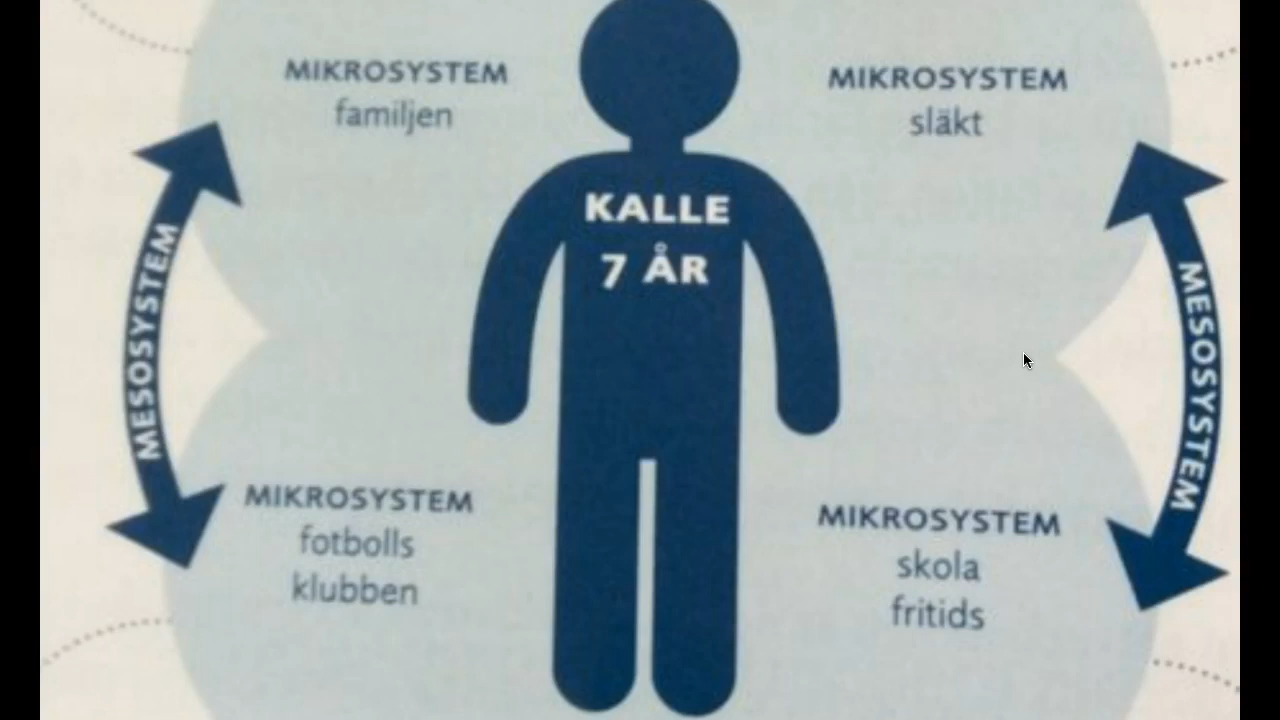 MIKROSYSTEM
familjen
MIKROSYSTEM
släkt
KALLE
7 ÅR
MESOSYSTEM
MESOSYSTEM
MIKROSYSTEM
fotbolls
klubben
MIKROSYSTEM
skola
fritids